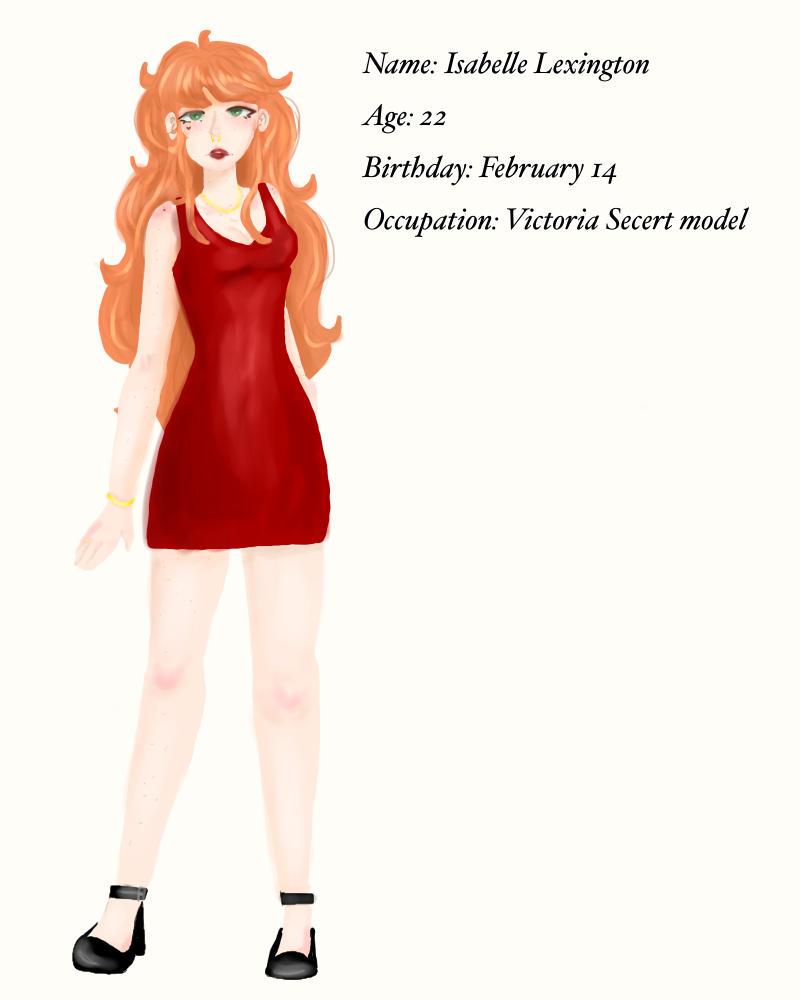 Name: Isabelle Lexington
Age: 22
Birthday: February 14
Occupation: Victoria Secert model